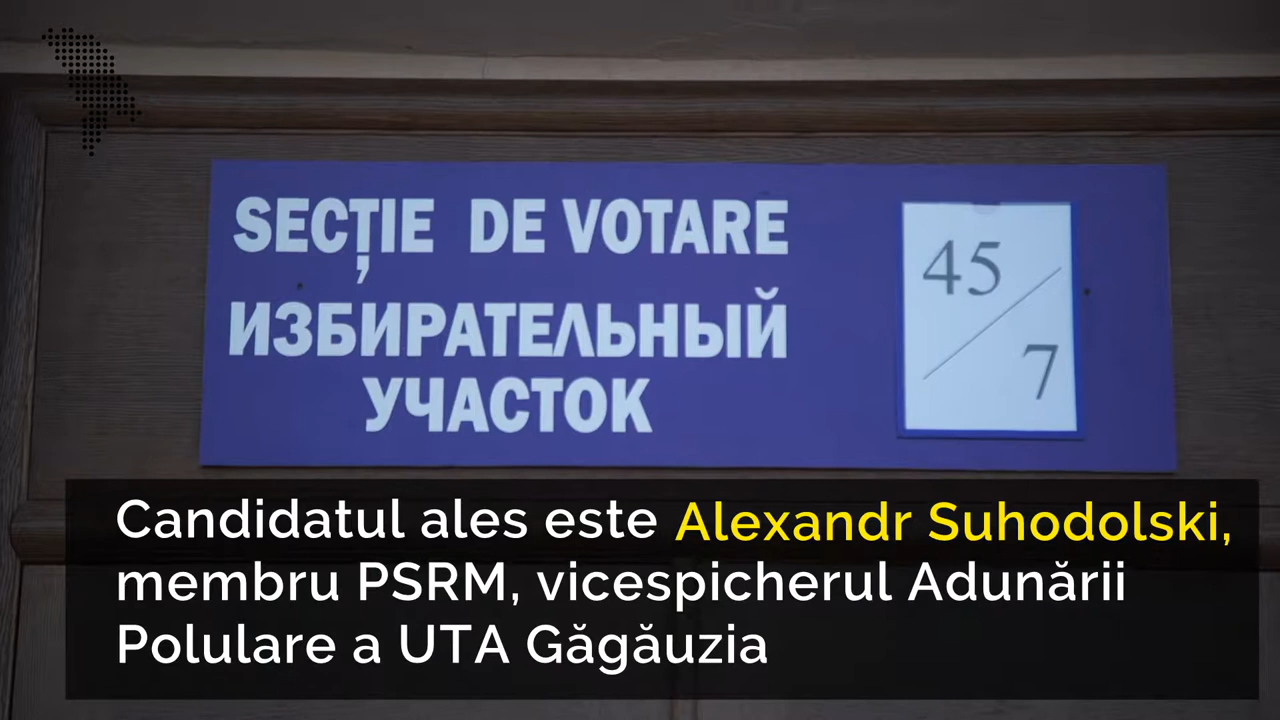 SECȚIE DE VOTARE
ИЗБИРАТЕЛЬНЫЙ
УЧАСТОК
45
7
Candidatul ales este Alexandr Suhodolski,
membru PSRM, vicespicherul Adunării
Polulare a UTA Găgăuzia